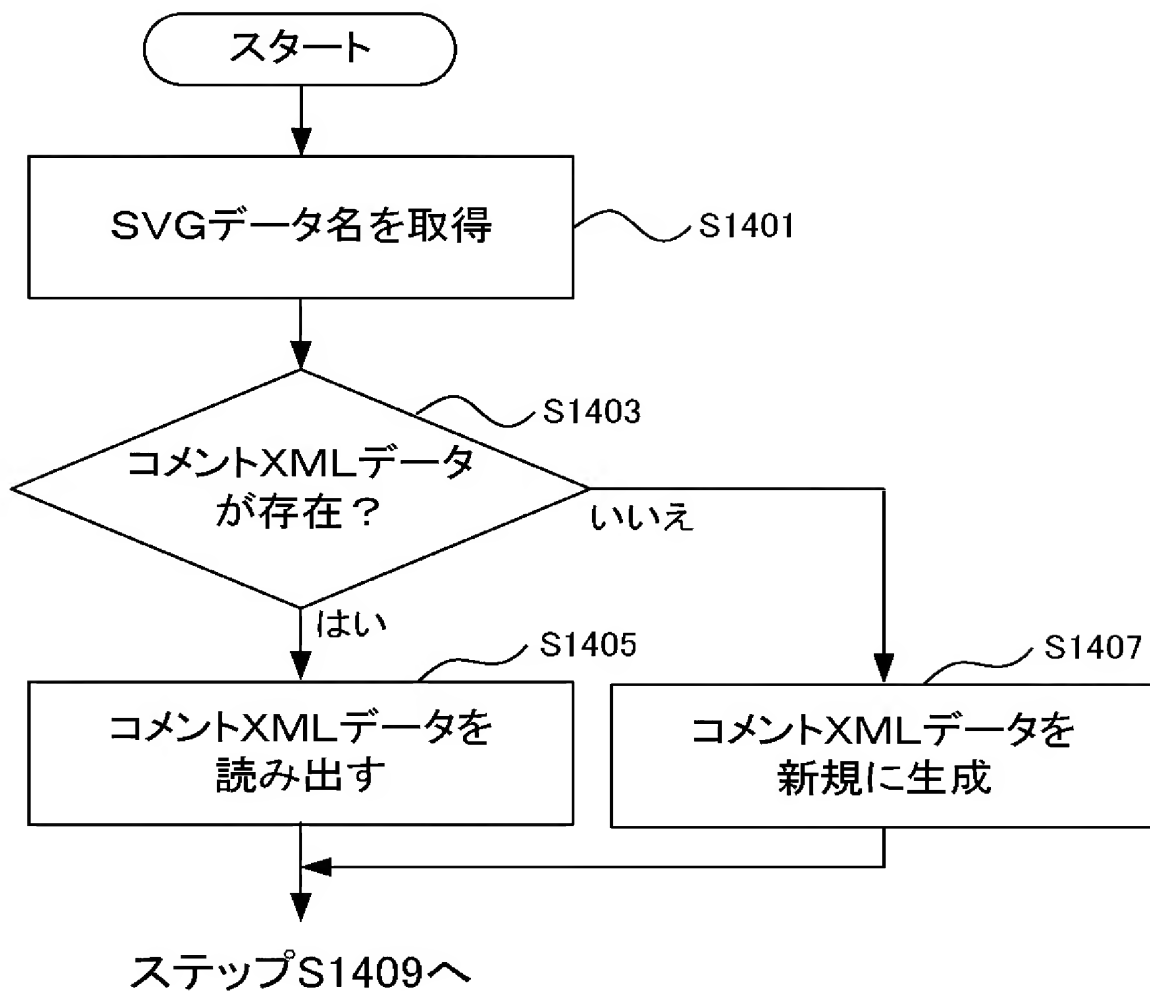 スタート
SVGデータ名を取得
S1401
S1403
コメントXMLデータ
が存在？
いいえ
はい
S1405
コメントXMLデータを
読み出す
S1407
コメントXMLデータを
新規に生成
ステップS1409へ